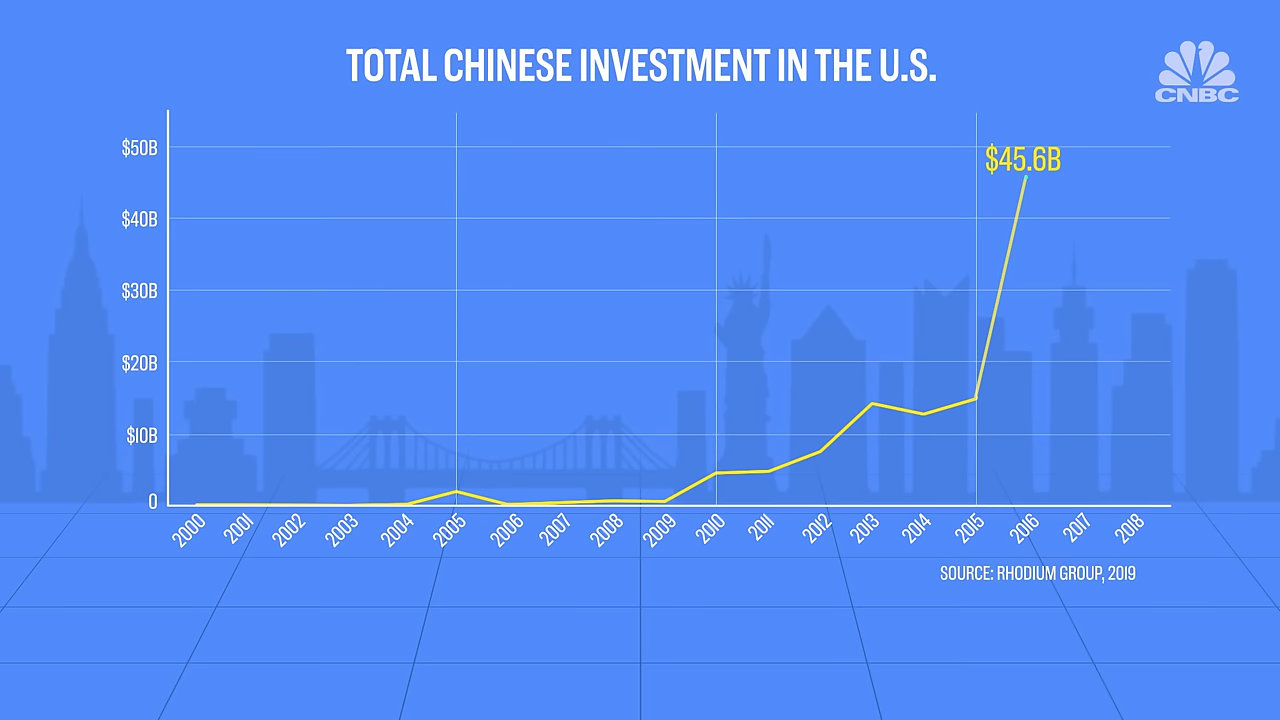 TOTAL CHINESE INVESTMENT IN THE U.S.
CNBC
$50B
$45.6B
$40B
$30B
$20B
$10B
0
2000 2001 2002 2003 2004 2005 2006 2007 2008 2009 2010 2011 2012 2013 2014 2015 2016 2017 2018
SOURCE: RHODIUM GROUP, 2019